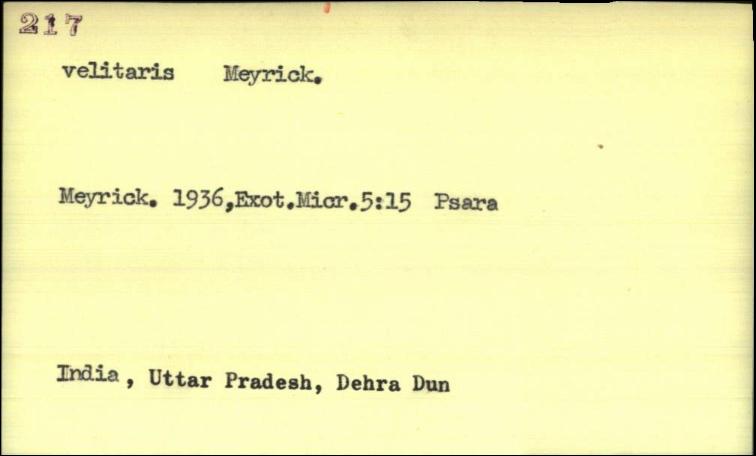 217
velitaris Meyrick.
Meyrick. 1936,Exot.Micr.5:15 Psara
India, Uttar Pradesh, Dehra Dun